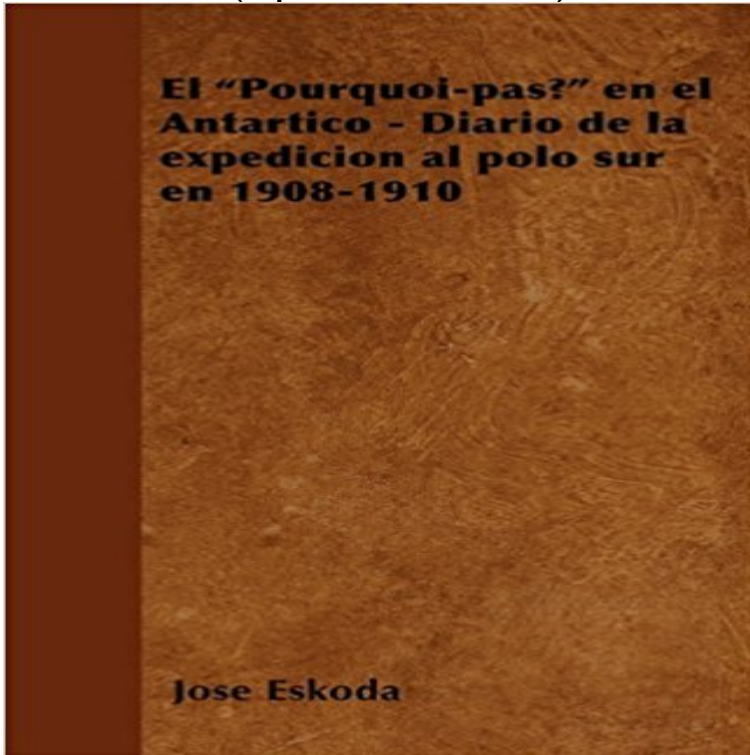 El “Pourquoi-pas?” en el
Antartico - Diario de la
expedicion al polo sur
en 1908-1910
Jose Eskoda